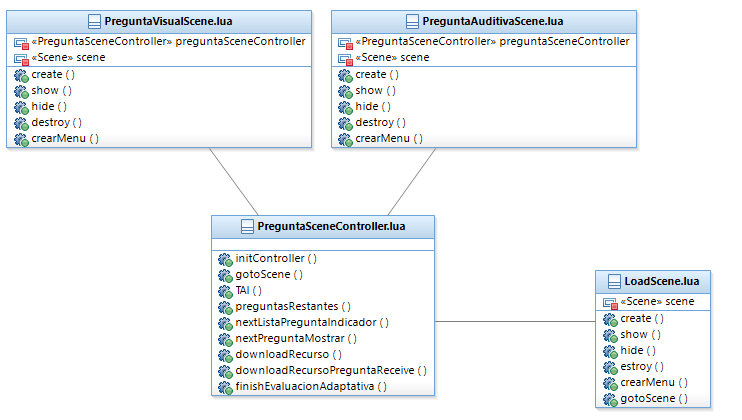 PreguntaVisualScene.lua
«PreguntaSceneController» preguntaSceneController
«Scene» scene
create ( )
show ( )
hide ( )
destroy ( )
crearMenu ( )
PreguntaAuditivaScene.lua
«PreguntaSceneController» preguntaSceneController
«Scene» scene
create ( )
show ( )
hide ( )
destroy ( )
crearMenu ( )
PreguntaSceneController.lua
initController ( )
gotoScene ( )
TAI ( )
preguntasRestantes ( )
nextListaPreguntaIndicador ( )
nextPreguntaMostrar ( )
downloadRecurso ( )
downloadRecursoPreguntaReceive ( )
finishEvaluacionAdaptativa ( )
LoadScene.lua
«Scene» scene
create ( )
show ( )
hide ( )
estroy ( )
crearMenu ( )
gotoScene ( )